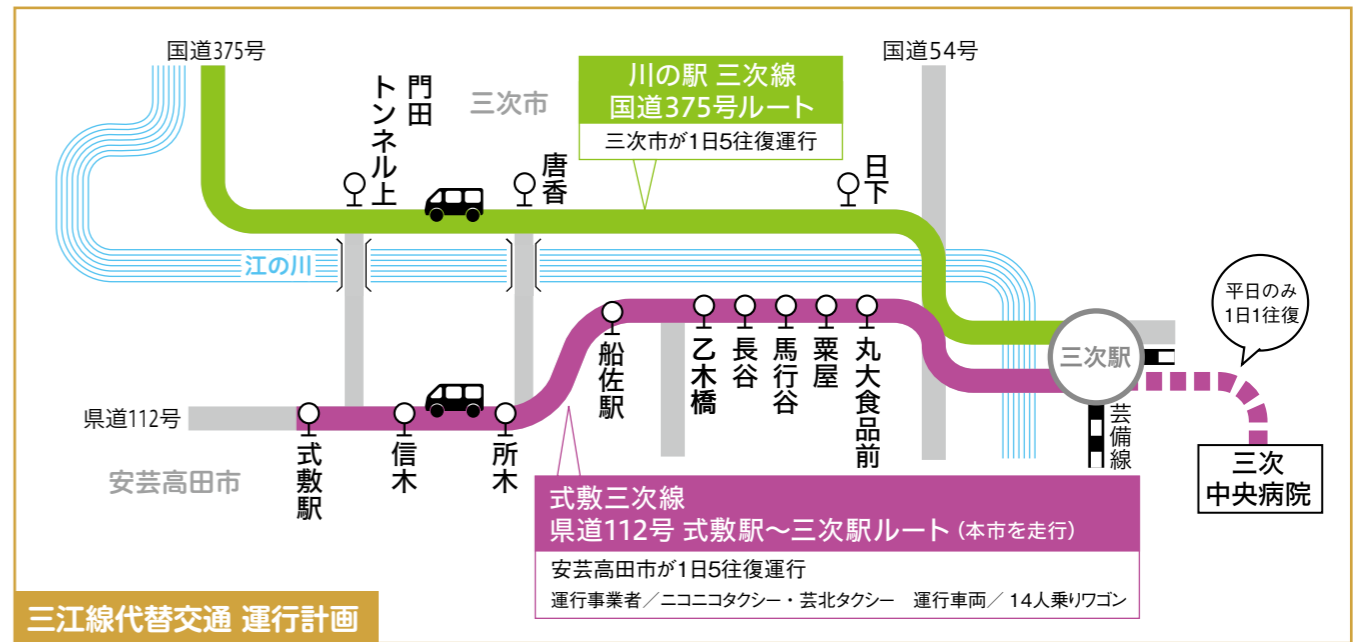 国道375号
国道54号
門田
トンネル上
三次市
川の駅 三次線
国道375号ルート
三次市が1日5往復運行
唐香
日下
江の川
平日のみ
1日1往復
三次駅
船佐駅
乙木橋
長谷
馬行谷
粟屋
丸大食品前
県道112号
式敷駅
信木
所木
芸備線
安芸高田市
三次
中央病院
式敷三次線
県道112号 式敷駅〜三次駅ルート(本市を走行)
安芸高田市が1日5往復運行
運行事業者/ニコニコタクシー・芸北タクシー 運行車両/14人乗りワゴン
三江線代替交通 運行計画